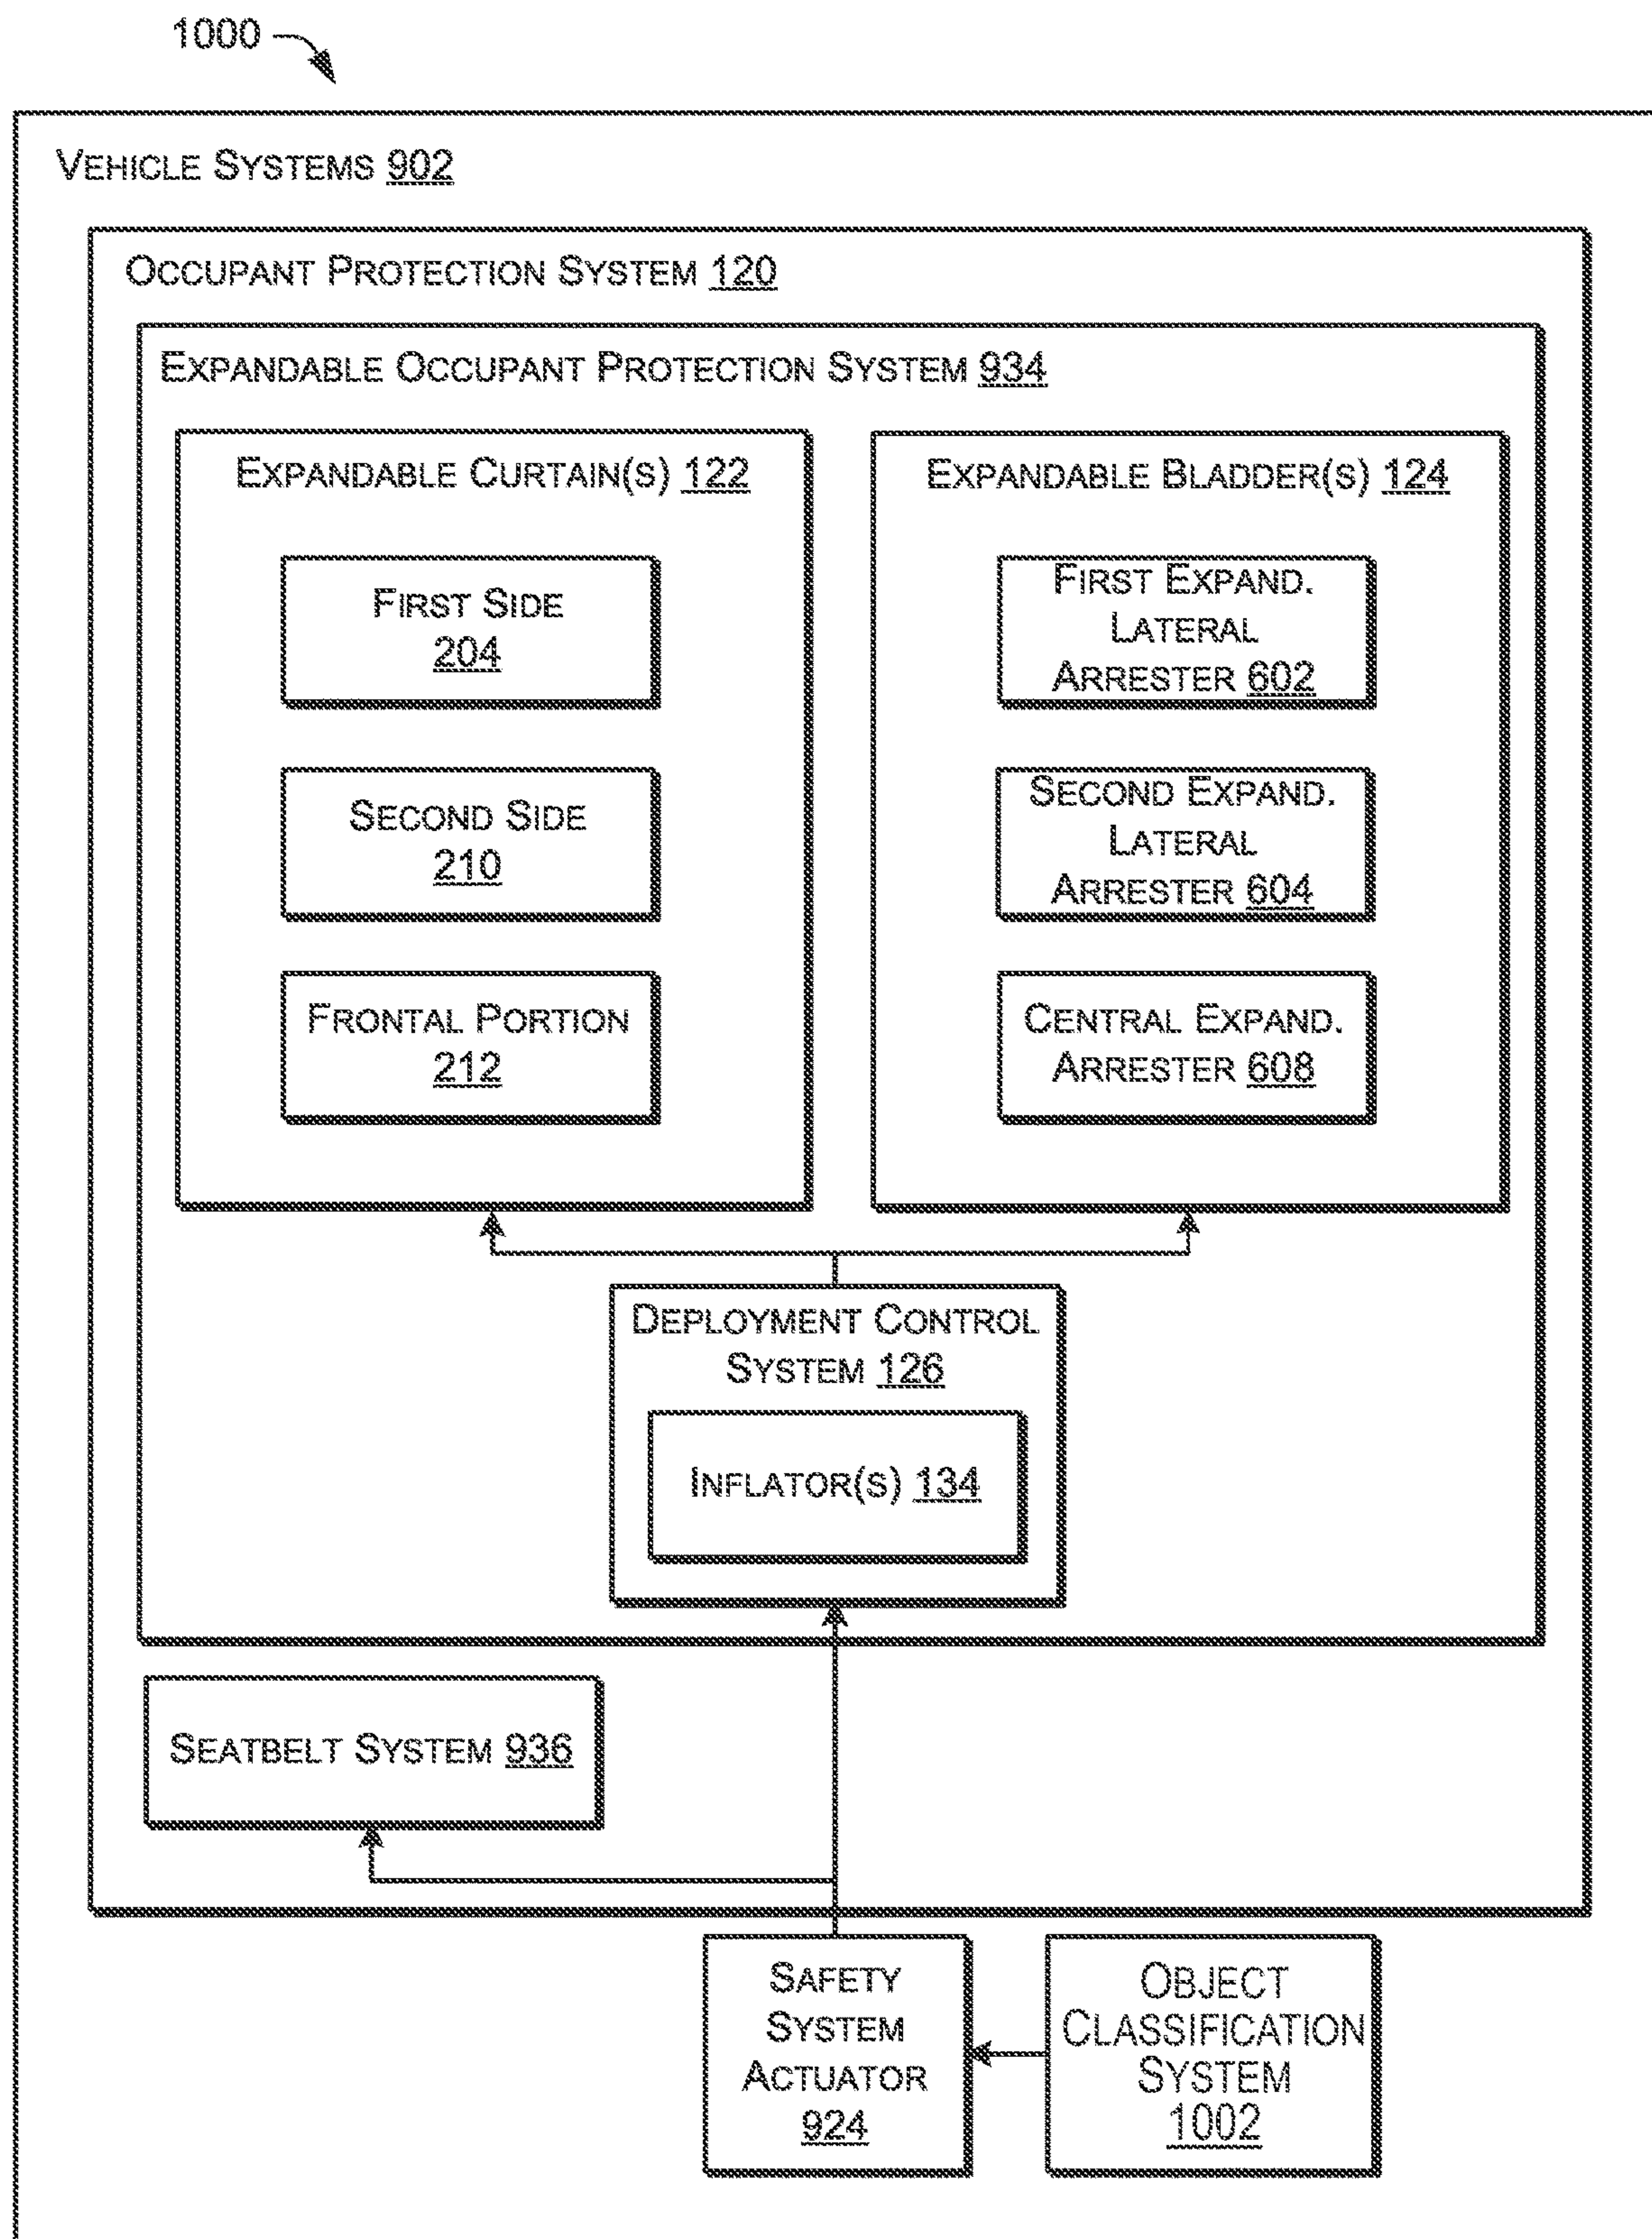 1000
VEHICLE SYSTEMS 902
OCCUPANT PROTECTION SYSTEM 120
EXPANDABLE OCCUPANT PROTECTION SYSTEM 934
EXPANDABLE CURTAIN(S) 122
FIRST SIDE
204
SECOND SIDE
210
FRONTAL PORTION
212
EXPANDABLE BLADDER(S) 124
FIRST EXPAND.
LATERAL
ARRESTER 602
SECOND EXPAND.
LATERAL
ARRESTER 604
CENTRAL EXPAND.
ARRESTER 608
DEPLOYMENT CONTROL
SYSTEM 126
INFLATOR(S) 134
SEATBELT SYSTEM 936
SAFETY
SYSTEM
ACTUATOR
924
OBJECT
CLASSIFICATION
SYSTEM
1002